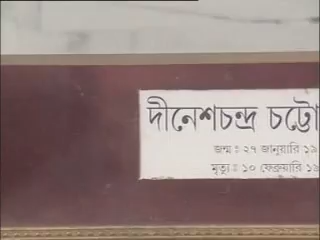 দীনেশচন্দ্র চট্টো
জন্ম : ২৭ জানুয়ারি ১৯
মৃত্যু : ১০ ফেব্রুয়ারি ১৯